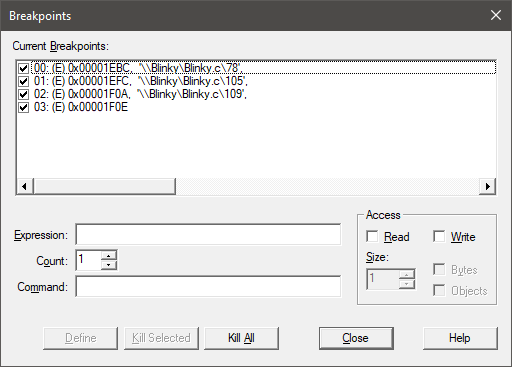 Breakpoints
Current Breakpoints:
00: (E) 0x00001EBC, '\\Blinky\Blinky.c\78',
01: (E) 0x00001EFC, '\\Blinky\Blinky.c\105',
02: (E) 0x00001F0A, '\\Blinky\Blinky.c\109',
03: (E) 0x00001F0E
Access
Expression:
Read Write
Count: 1
Size:
1
Bytes
Command:
Objects
Define Kill Selected Kill All Close Help